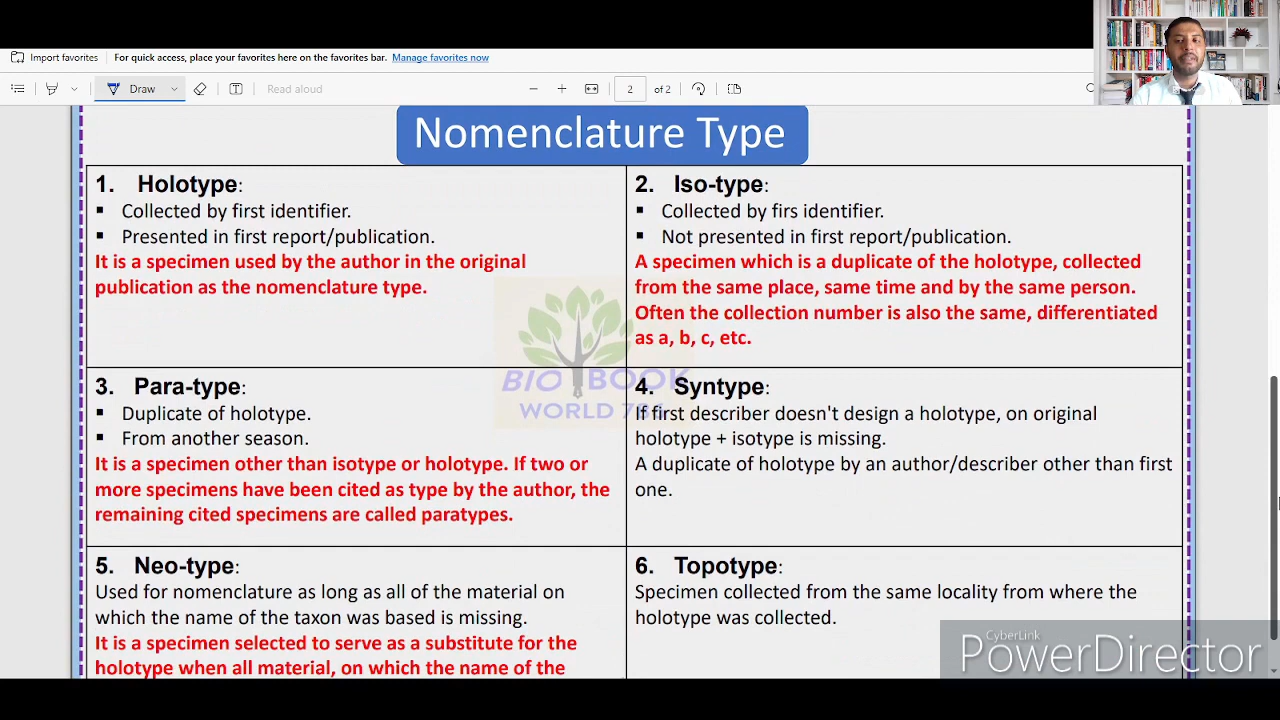 Import favorites
For quick access, place your favorites here on the favorites bar. Manage favorites now
Draw
Read aloud
2 of 2
Nomenclature Type
1. Holotype:
▪ Collected by first identifier.
▪ Presented in first report/publication.
It is a specimen used by the author in the original
publication as the nomenclature type.
2. Iso-type:
▪ Collected by firs identifier.
▪ Not presented in first report/publication.
A specimen which is a duplicate of the holotype, collected
from the same place, same time and by the same person.
Often the collection number is also the same, differentiated
as a, b, c, etc.
3. Para-type:
▪ Duplicate of holotype.
▪ From another season.
It is a specimen other than isotype or holotype. If two or
more specimens have been cited as type by the author, the
remaining cited specimens are called paratypes.
4. Syntype:
If first describer doesn't design a holotype, on original
holotype + isotype is missing.
A duplicate of holotype by an author/describer other than first
one.
5. Neo-type:
Used for nomenclature as long as all of the material on
which the name of the taxon was based is missing.
It is a specimen selected to serve as a substitute for the
holotype when all material, on which the name of the
6. Topotype:
Specimen collected from the same locality from where the
holotype was collected.
BIO BOOK
WORLD
CyberLink
PowerDirector